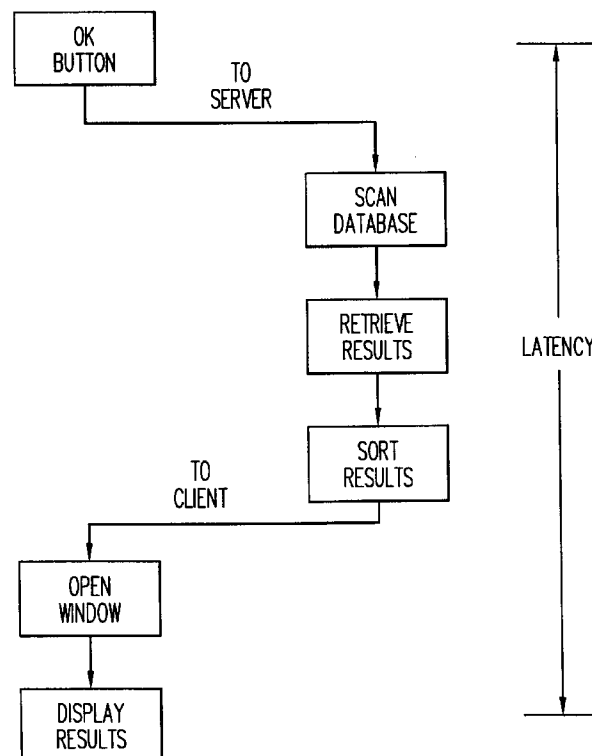 OK
BUTTON
TO
SERVER
SCAN
DATABASE
RETRIEVE
RESULTS
LATENCY
SORT
RESULTS
TO
CLIENT
OPEN
WINDOW
DISPLAY
RESULTS